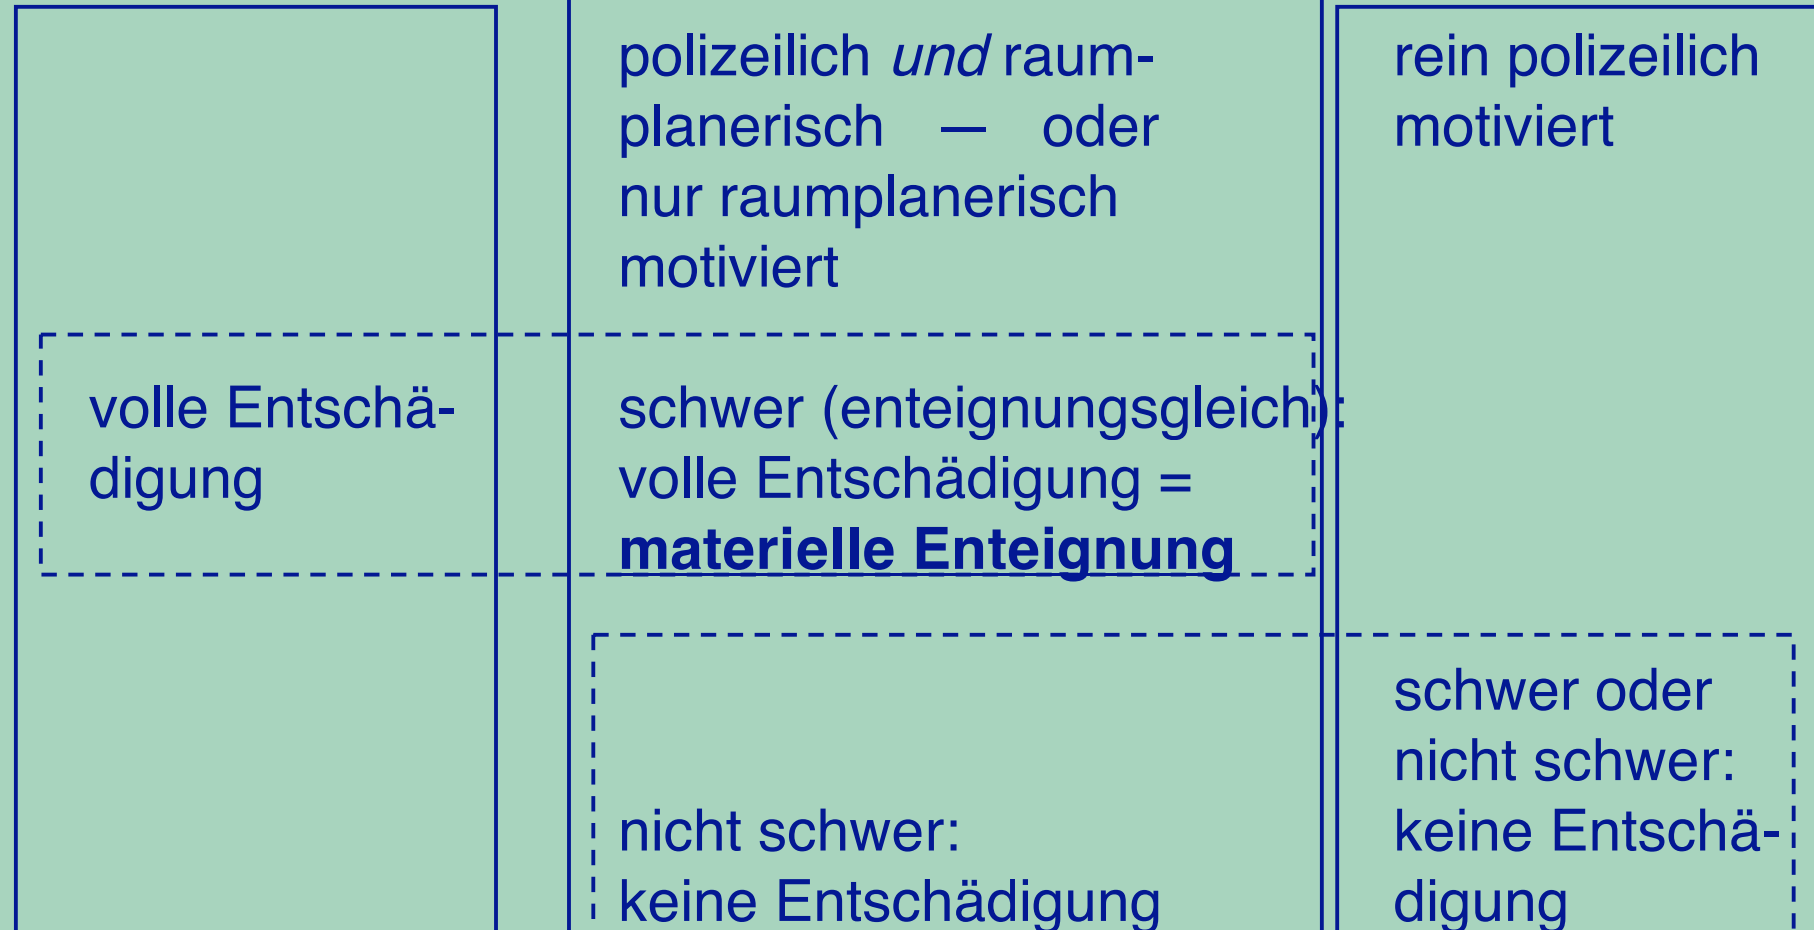 polizeilich und raum-
planerisch — oder
nur raumplanerisch
motiviert
rein polizeilich
motiviert
volle Entschä-
digung
schwer (enteignungsgleich):
volle Entschädigung =
materielle Enteignung
nicht schwer:
keine Entschädigung
schwer oder
nicht schwer:
keine Entschä-
digung